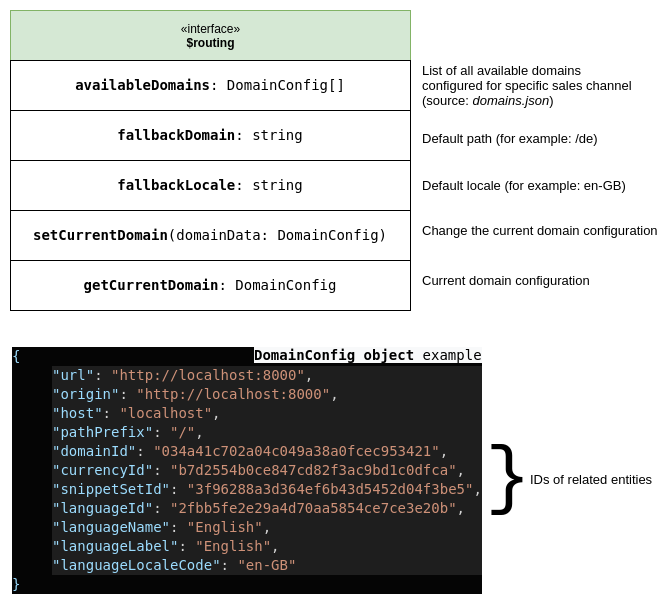 «interface»
$routing
availableDomains: DomainConfig[]
List of all available domains
configured for specific sales channel
(source: domains.json)
fallbackDomain: string
Default path (for example: /de)
fallbackLocale: string
Default locale (for example: en-GB)
setCurrentDomain(domainData: DomainConfig)
Change the current domain configuration
getCurrentDomain: DomainConfig
Current domain configuration
DomainConfig object example
{
"url": "http://localhost:8000",
"origin": "http://localhost:8000",
"host": "localhost",
"pathPrefix": "/",
"domainId": "034a41c702a04c049a38a0fcec953421",
"currencyId": "b7d2554b0ce847cd82f3ac9bd1c0dfca",
"snippetSetId": "3f96288a3d364ef6b43d5452d04f3be5",
"languageId": "2fbb5fe2e29a4d70aa5854ce7ce3e20b",
"languageName": "English",
"languageLabel": "English",
"languageLocaleCode": "en-GB"
}
} IDs of related entities